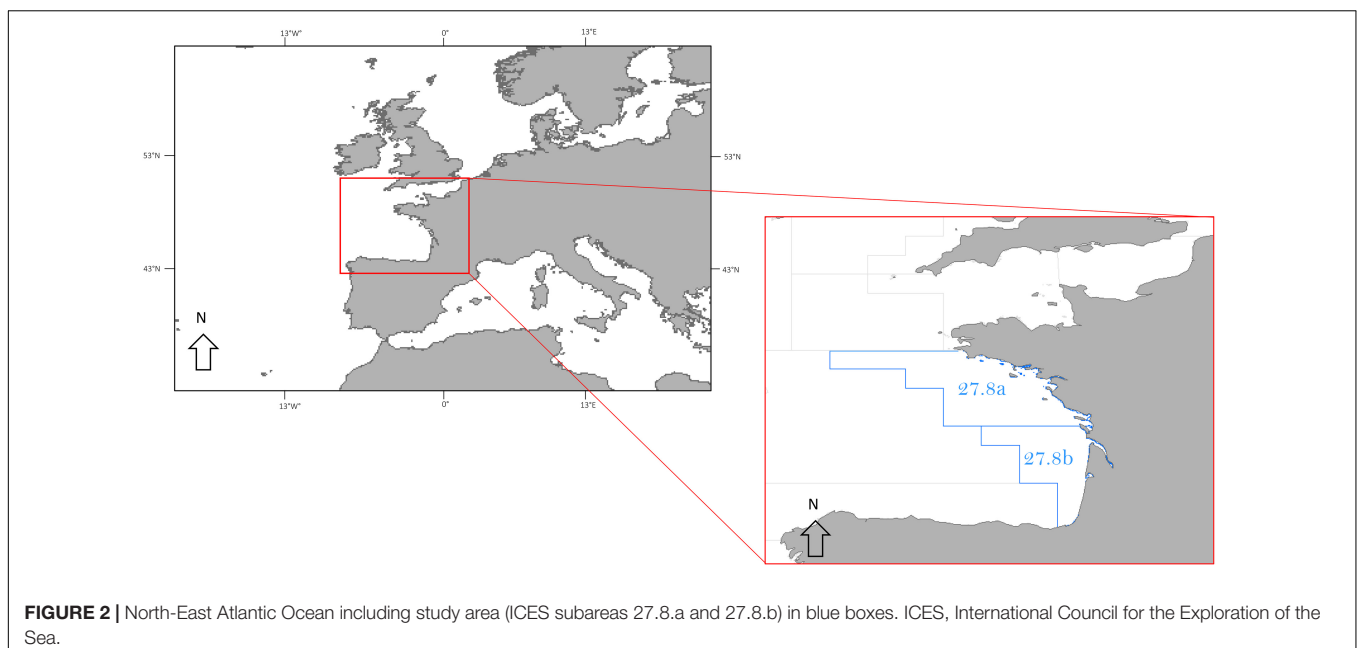 13°W 0° 13°E
53°N 53°N
43°N 43°N
N
13°W 0° 13°E
27.8a
27.8b
N
FIGURE 2 | North-East Atlantic Ocean including study area (ICES subareas 27.8.a and 27.8.b) in blue boxes. ICES, International Council for the Exploration of the
Sea.